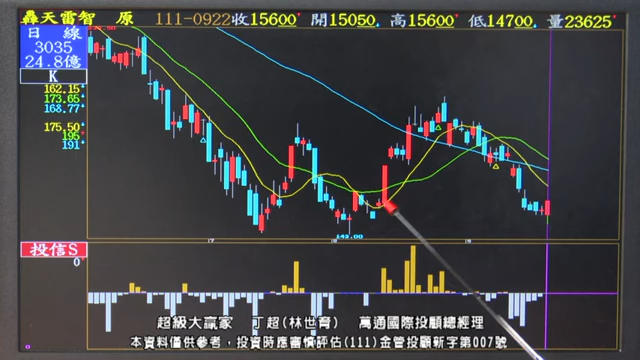 轟天雷智 原 111-0922收15600 開15050 高15600 低14700 量23625
日 線
3035
24.8億
K
162.15
173.65
168.77
175.50
195
191
143.00
7
8
9
投信S
0
0
超級大贏家 丁超(林世育) 萬通國際投顧總經理
本資料僅供參考，投資時應審慎評估(111)金管投顧新字第007號